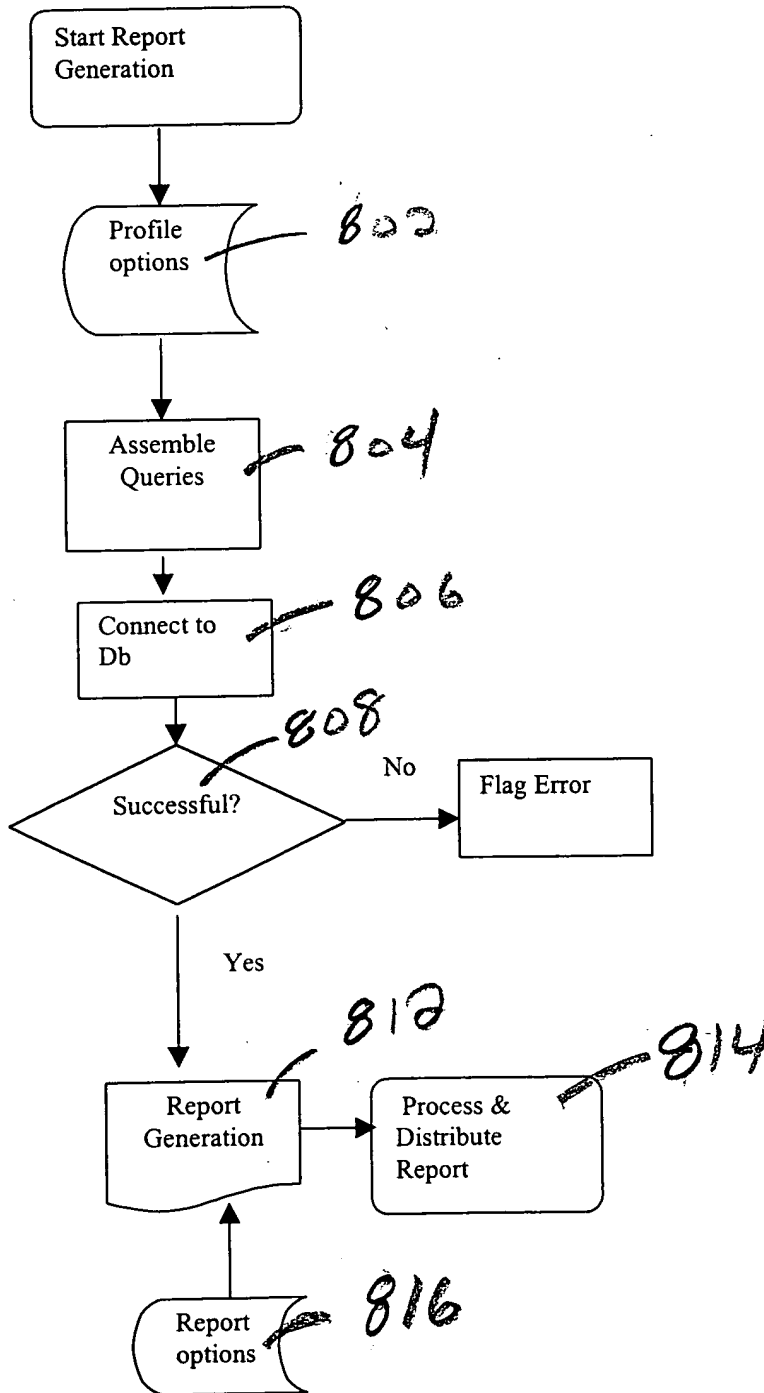 Start Report
Generation
Profile
options
802
Assemble
Queries
804
Connect to
Db
806
808
Successful?
No
Flag Error
Yes
812
814
Report
Generation
Process &
Distribute
Report
Report
options
816